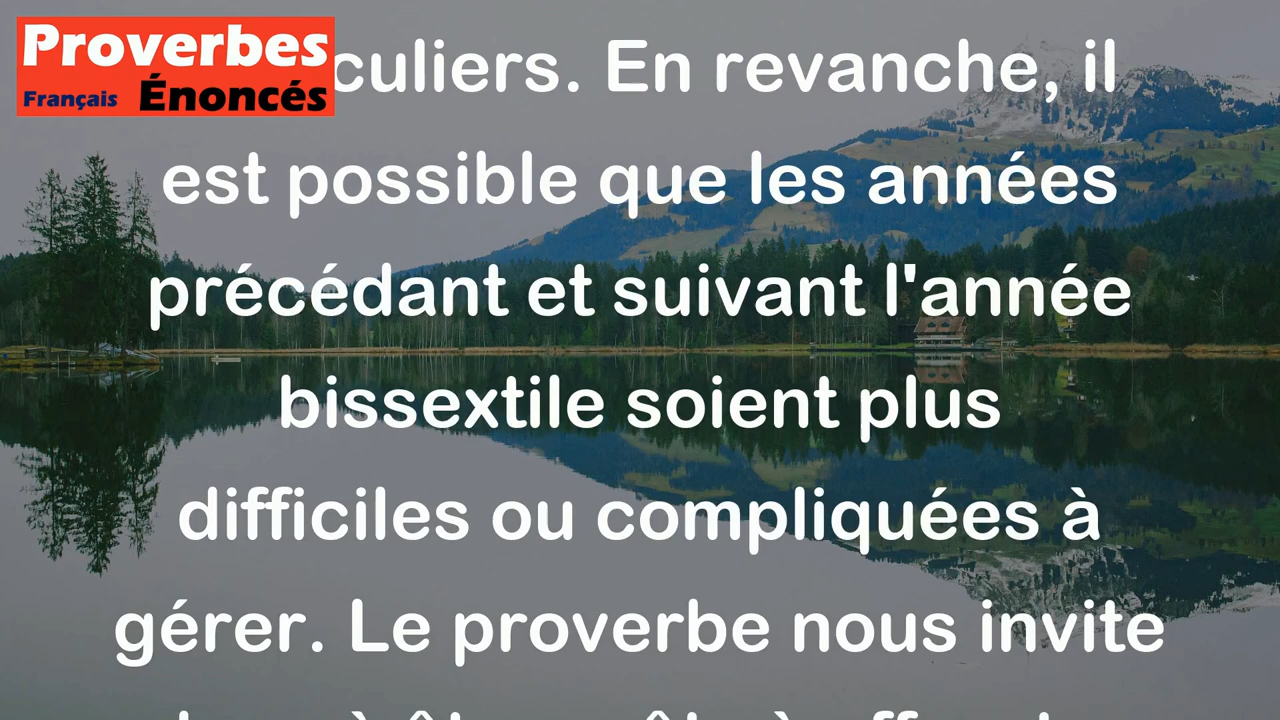 Proverbes
Français Énoncés
culiers. En revanche, il
est possible que les années
précédant et suivant l'année
bissextile soient plus
difficiles ou compliquées à
gérer. Le proverbe nous invite